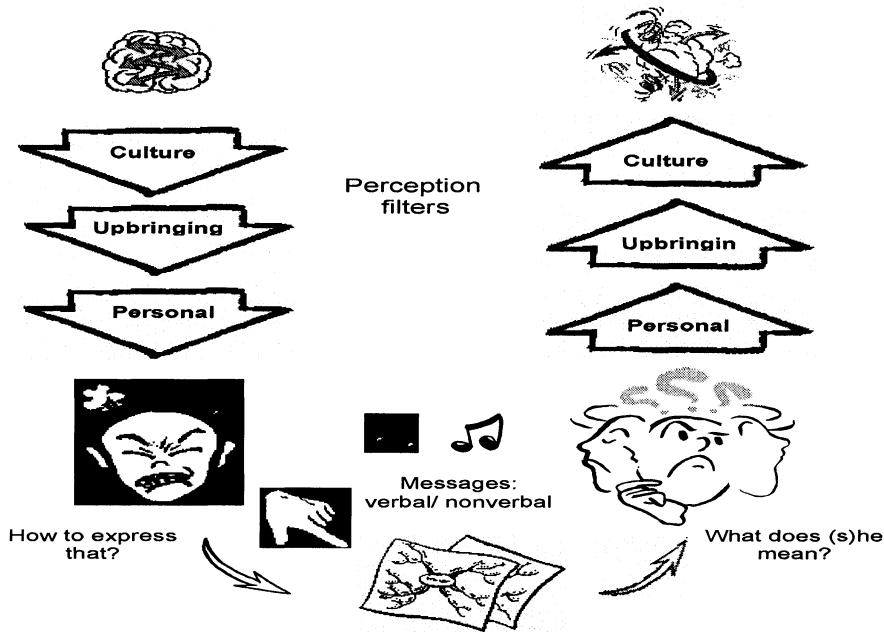 Culture
Upbringing
Personal
Perception
filters
Culture
Upbringin
Personal
Messages:
verbal/ nonverbal
How to express
that?
What does (s)he
mean?